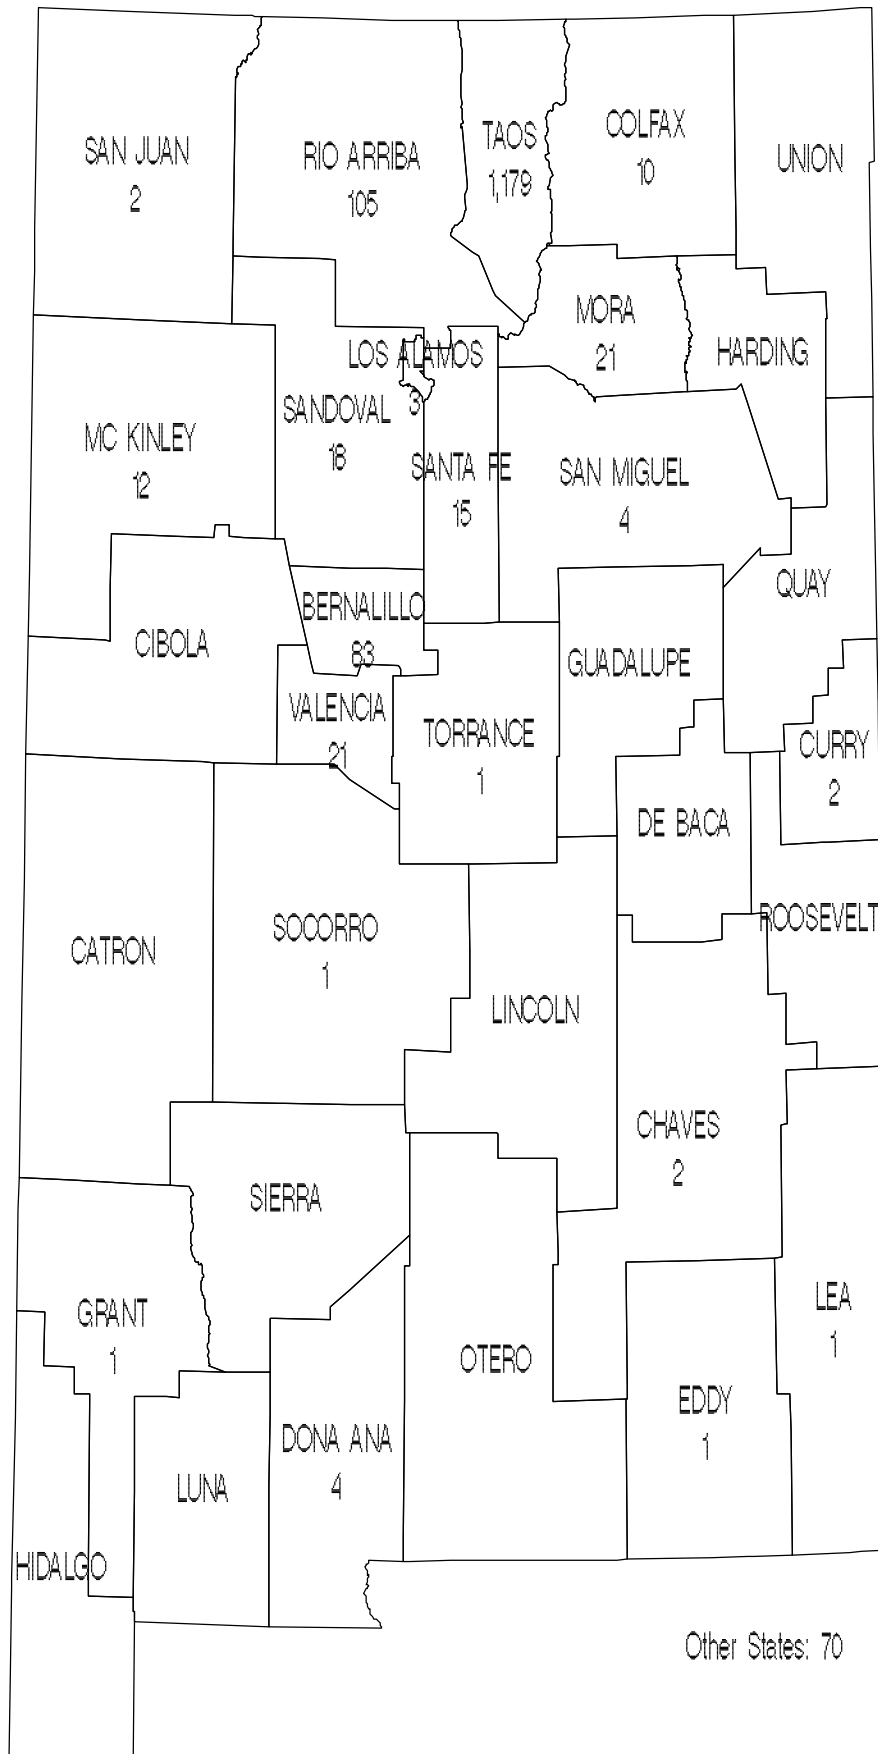 SAN JUAN
2
RIO ARRIBA
105
TAOS
1,179
COLFAX
10
UNION
MORA
21
HARDING
LOS ALAMOS
3
SANDOVAL
18
MC KINLEY
12
SANTA FE
15
SAN MIGUEL
4
QUAY
CIBOLA
BERNALILLO
83
GUADALUPE
VALENCIA
21
TORRANCE
1
CURRY
2
DE BACA
ROOSEVELT
CATRON
SOCORRO
1
LINCOLN
CHAVES
2
SIERRA
GRANT
1
LEA
1
OTERO
EDDY
1
DONA ANA
4
LUNA
HIDALGO
Other States: 70